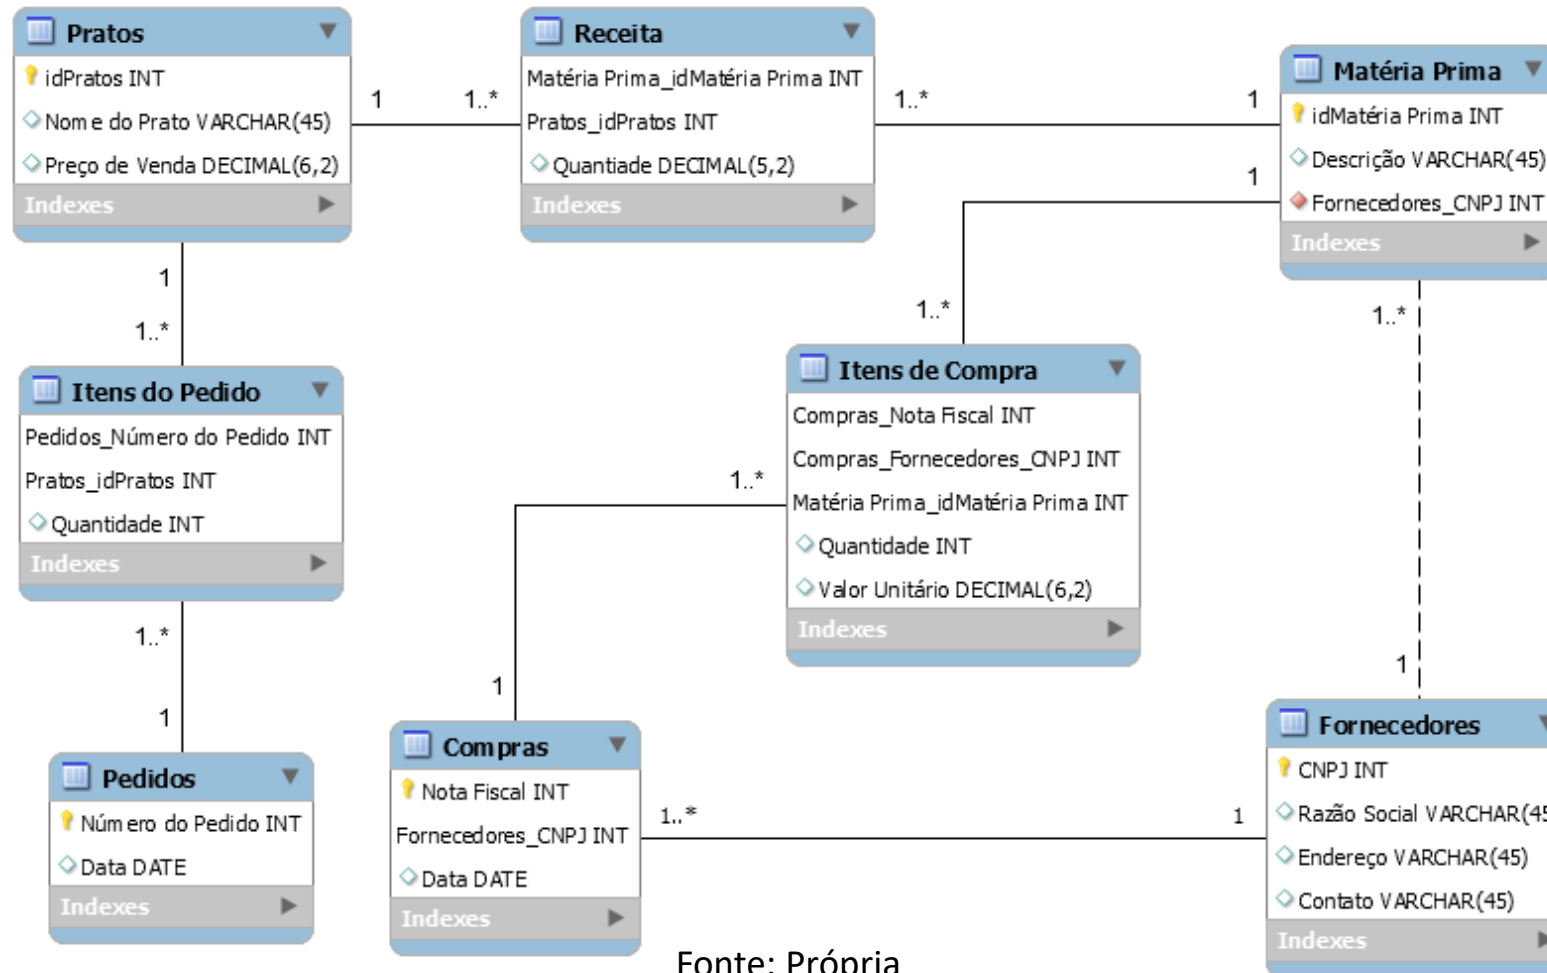 Pratos
idPratos INT
Nome do Prato VARCHAR(45)
Preço de Venda DECIMAL(6,2)
Indexes
1
1..*
Receita
Matéria Prima_idMatéria Prima INT
Pratos_idPratos INT
Quantiade DECIMAL(5,2)
Indexes
1..*
1
Matéria Prima
idMatéria Prima INT
Descrição VARCHAR(45)
Fornecedores_CNPJ INT
Indexes
1
1..*
1
1..*
1..*
Itens do Pedido
Pedidos_Número do Pedido INT
Pratos_idPratos INT
Quantidade INT
Indexes
1..*
1
Itens de Compra
Compras_Nota Fiscal INT
Compras_Fornecedores_CNPJ INT
Matéria Prima_idMatéria Prima INT
Quantidade INT
Valor Unitário DECIMAL(6,2)
Indexes
1..*
1
1
Pedidos
Número do Pedido INT
Data DATE
Indexes
Compras
Nota Fiscal INT
Fornecedores_CNPJ INT
Data DATE
Indexes
1..*
1
Fornecedores
CNPJ INT
Razão Social VARCHAR(45
Endereço VARCHAR(45)
Contato VARCHAR(45)
Indexes
Fonte: Própria